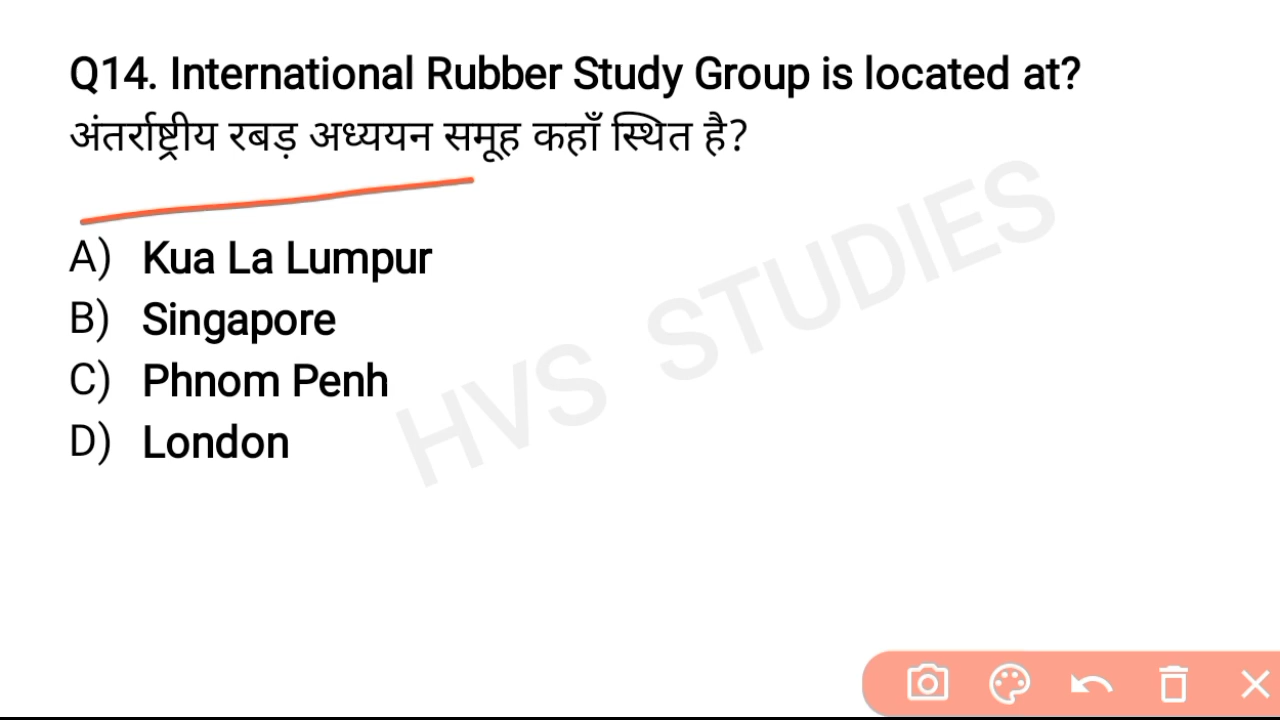 Q14. International Rubber Study Group is located at?
अंतर्राष्ट्रीय रबड़ अध्ययन समूह कहाँ स्थित है?
A) Kua La Lumpur
B) Singapore
C) Phnom Penh
D) London
HVS STUDIES